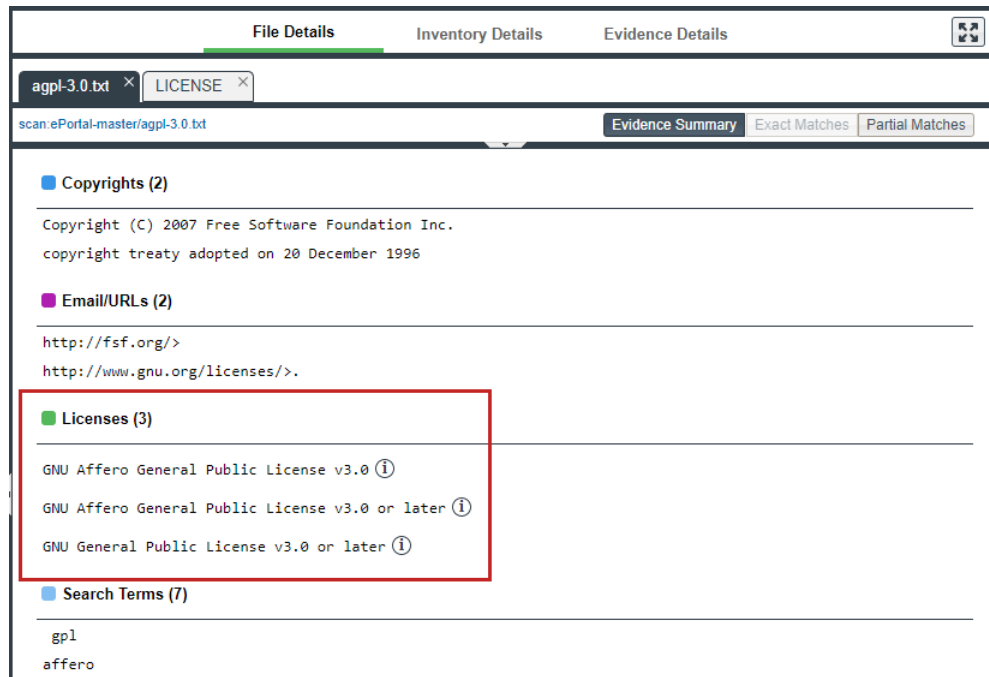 File Details Inventory Details Evidence Details
agpl-3.0.txt × LICENSE ×
scan:ePortal-master/agpl-3.0.txt Evidence Summary Exact Matches Partial Matches
Copyrights (2)
Copyright (C) 2007 Free Software Foundation Inc.
copyright treaty adopted on 20 December 1996
Email/URLs (2)
http://fsf.org/>
http://www.gnu.org/licenses/>.
Licenses (3)
GNU Affero General Public License v3.0 i
GNU Affero General Public License v3.0 or later i
GNU General Public License v3.0 or later i
Search Terms (7)
gpl
affero